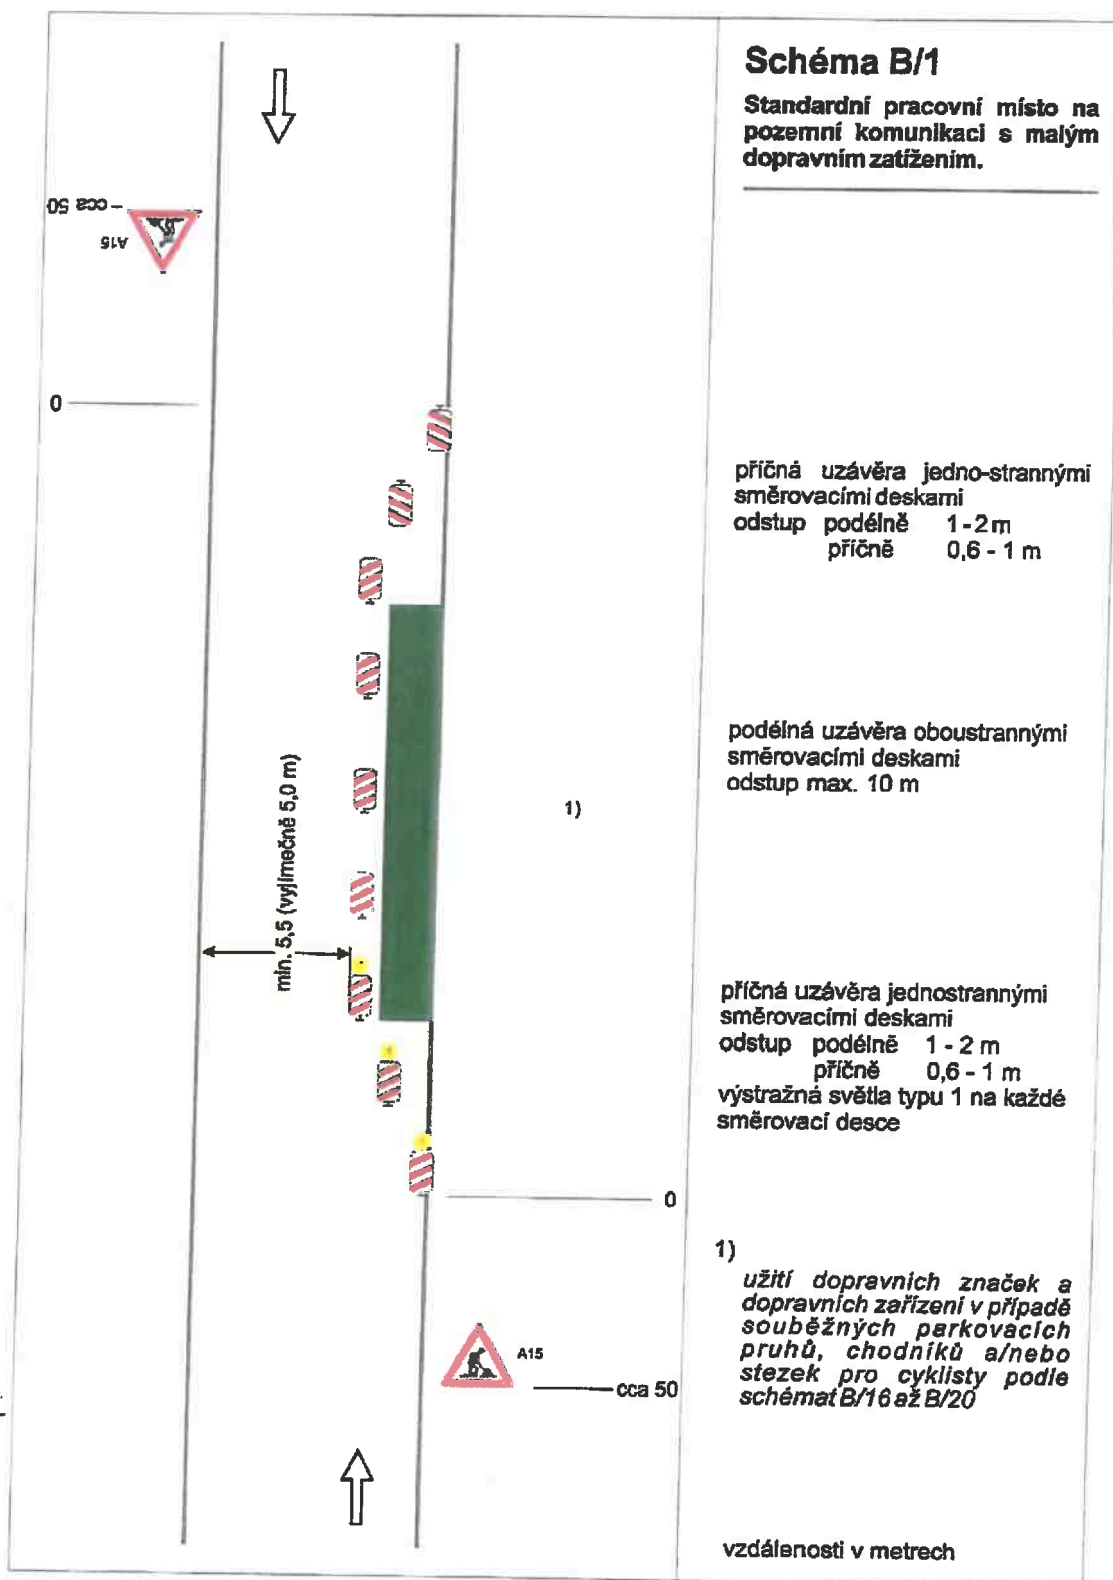 Schéma B/1
Standardní pracovní místo na
pozemní komunikaci s malým
dopravním zatížením.
cca 50
A15
0
příčná uzávěra jedno-strannými
směrovacími deskami
odstup podélně 1 - 2 m
příčně 0,6 - 1 m
podélná uzávěra oboustrannými
směrovacími deskami
odstup max. 10 m
1)
min. 5,5 (vyjímečně 5,0 m)
příčná uzávěra jednostrannými
směrovacími deskami
odstup podélně 1 - 2 m
příčně 0,6 - 1 m
výstražná světla typu 1 na každé
směrovací desce
0
1)
užití dopravních značek a
dopravních zařízení v případě
souběžných parkovacích
pruhů, chodníků a/nebo
stezek pro cyklisty podle
schémat B/16 až B/20
A15
cca 50
vzdálenosti v metrech